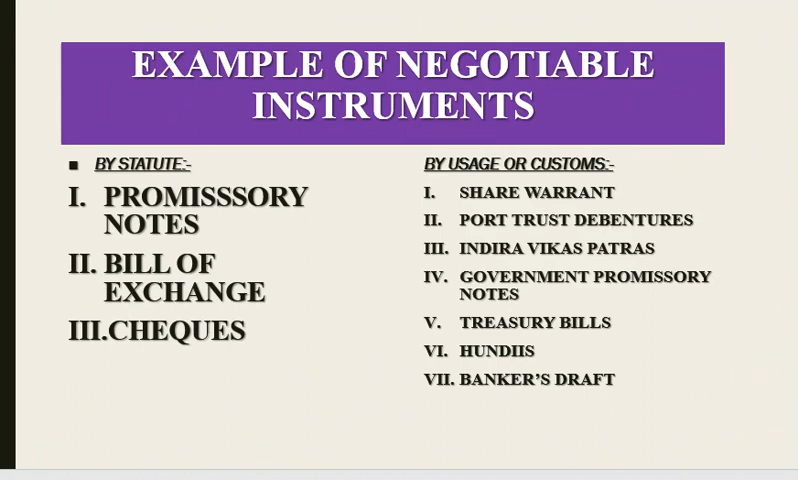 EXAMPLE OF NEGOTIABLE
INSTRUMENTS
■ BY STATUTE:-
I. PROMISSSORY
NOTES
II. BILL OF
EXCHANGE
III.CHEQUES
BY USAGE OR CUSTOMS:-
I. SHARE WARRANT
II. PORT TRUST DEBENTURES
III. INDIRA VIKAS PATRAS
IV. GOVERNMENT PROMISSORY
NOTES
V. TREASURY BILLS
VI. HUNDIIS
VII. BANKER’S DRAFT